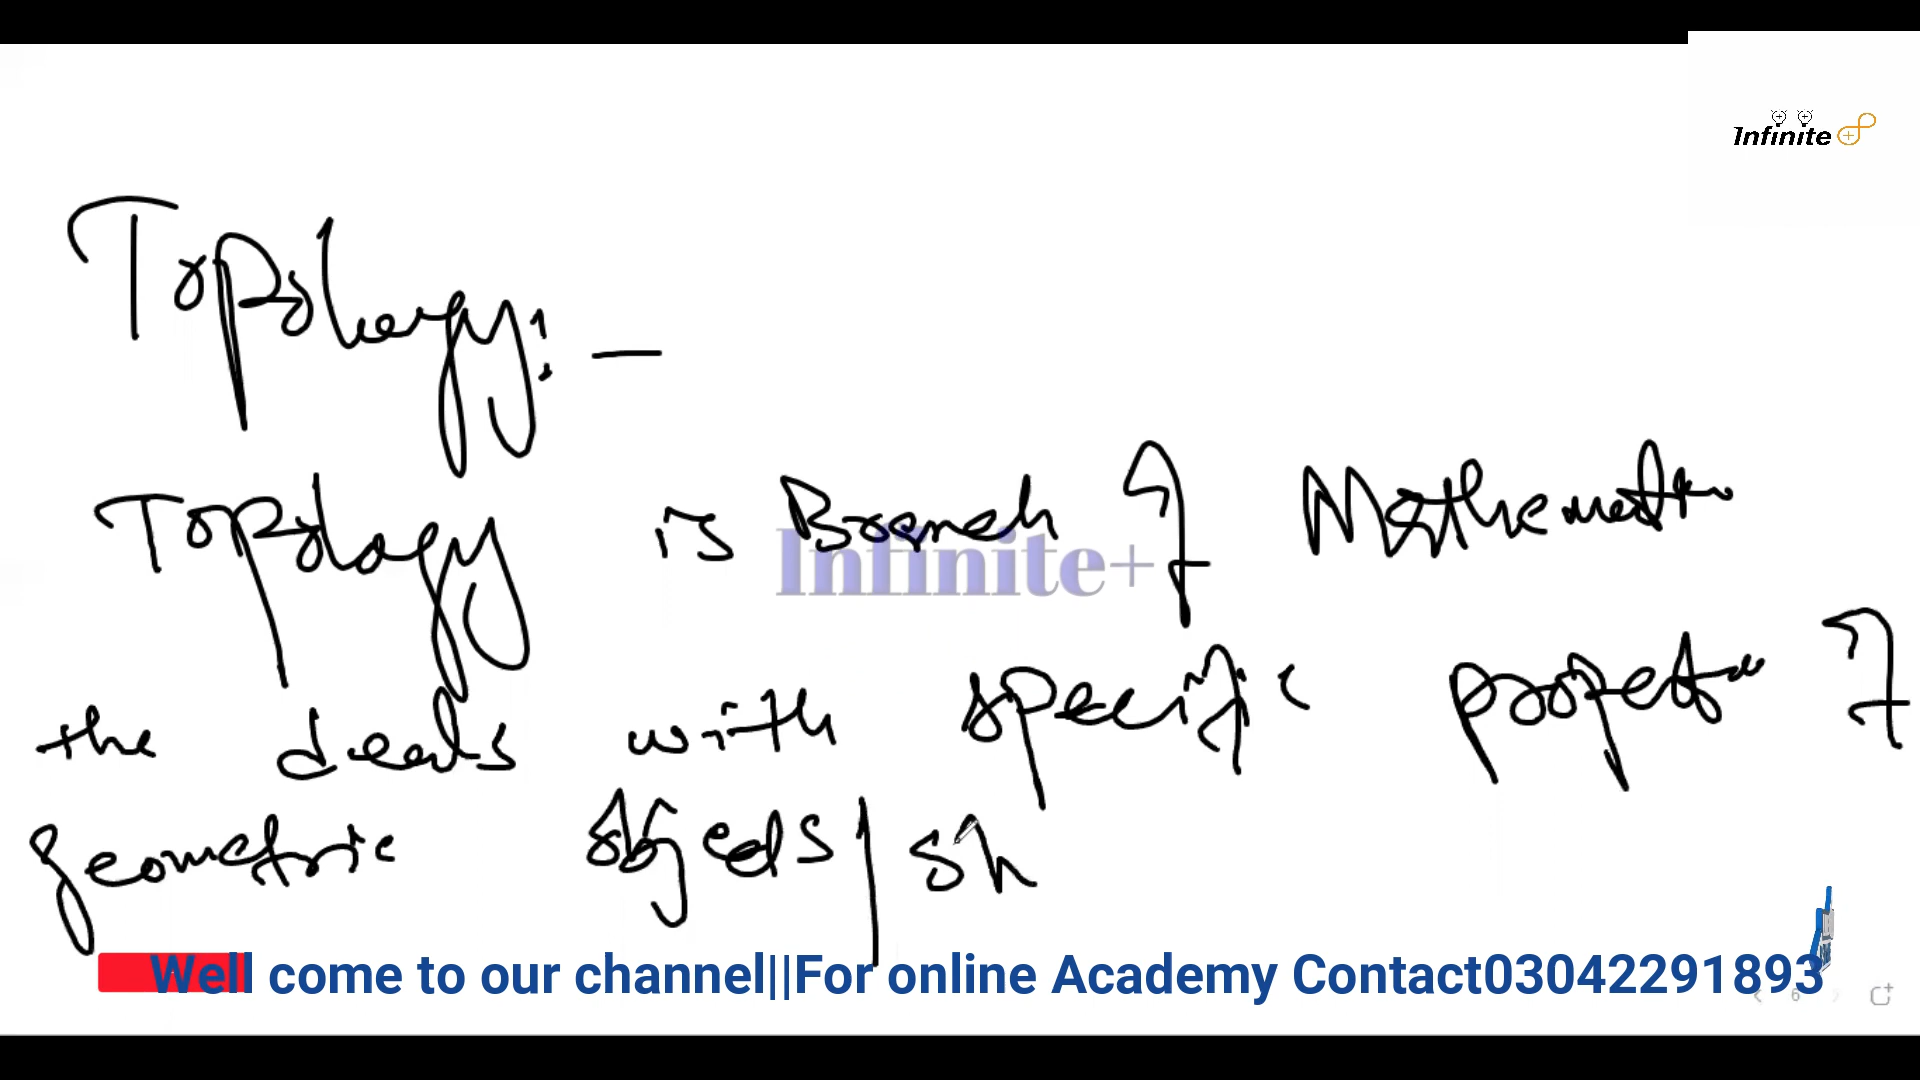 Infinite
Topology: —
Topology is Branch of Mathematics
Infinite+
the deals with specific properties of
geometric objects / sh
Well come to our channel||For online Academy Contact03042291893
6